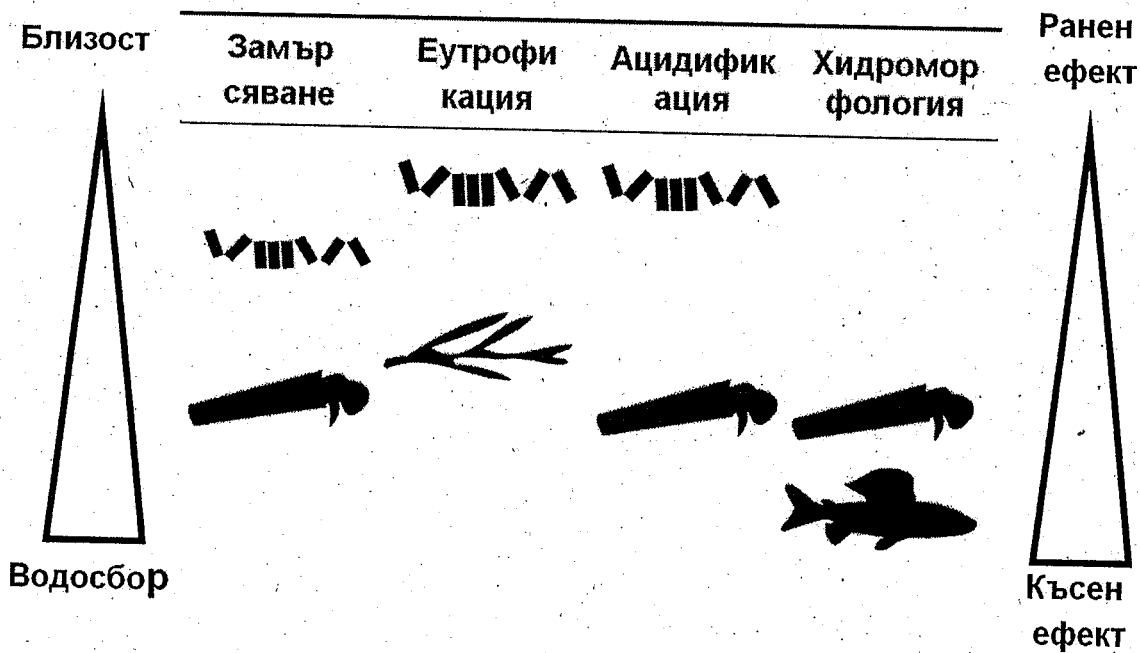 Близост
Замър
сяване
Еутрофи
кация
Ацидифик
ация
Хидромор
фология
Ранен
ефект
Водосбор
Късен
ефект